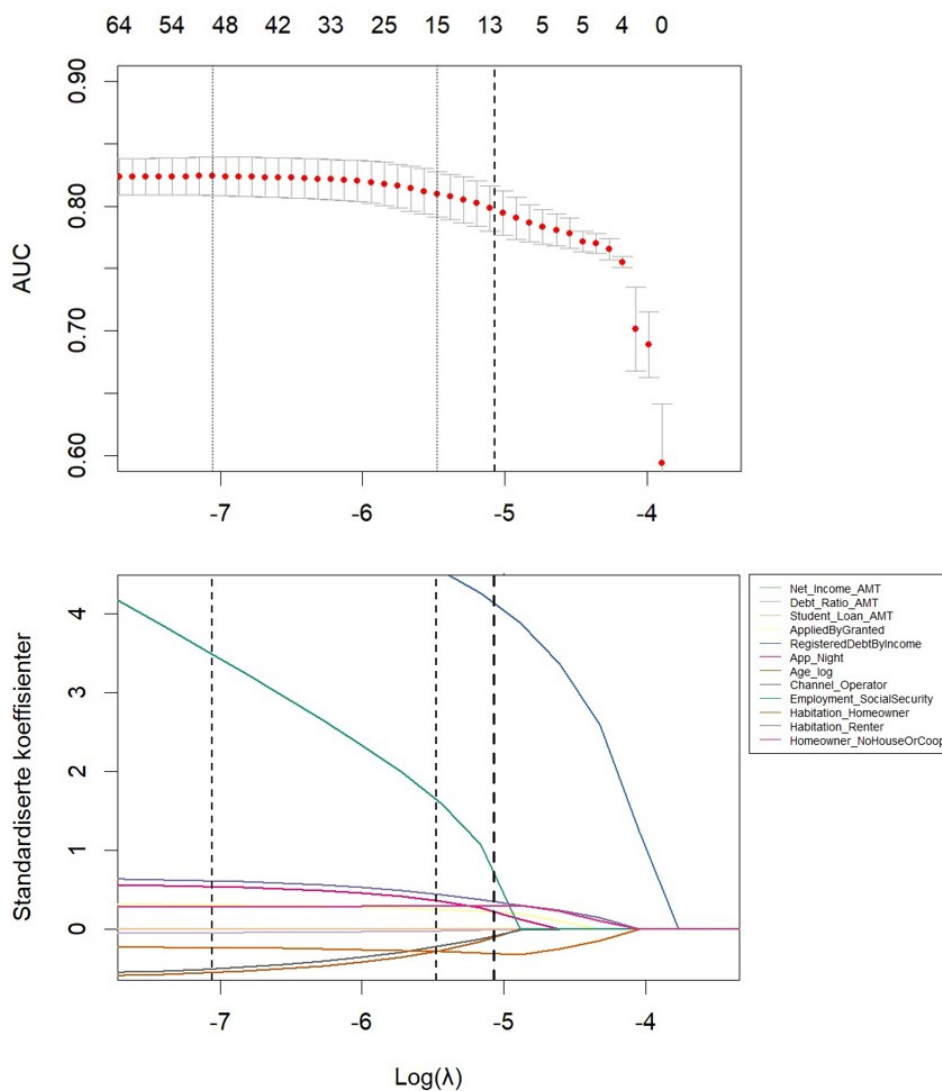 64 54 48 42 33 25 15 13 5 5 4 0
AUC
0.90
0.80
0.70
0.60
-7 -6 -5 -4
Standardiserte koeffisienter
4
3
2
1
0
-7 -6 -5 -4
Log(λ)
Net_Income_AMT
Debt_Ratio_AMT
Student_Loan_AMT
AppliedByGranted
RegisteredDebtByIncome
App_Night
Age_log
Channel_Operator
Employment_SocialSecurity
Habitation_Homeowner
Habitation_Renter
Homeowner_NoHouseOrCoop